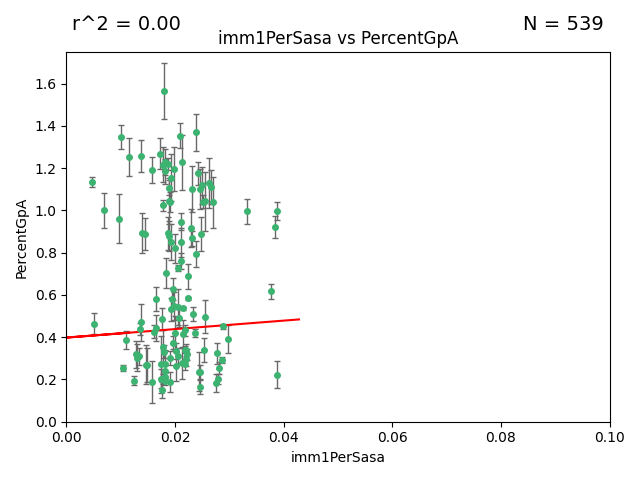 r^2 = 0.00
N = 539
imm1PerSasa vs PercentGpA
PercentGpA
1.6
1.4
1.2
1.0
0.8
0.6
0.4
0.2
0.0
0.00 0.02 0.04 0.06 0.08 0.10
imm1PerSasa